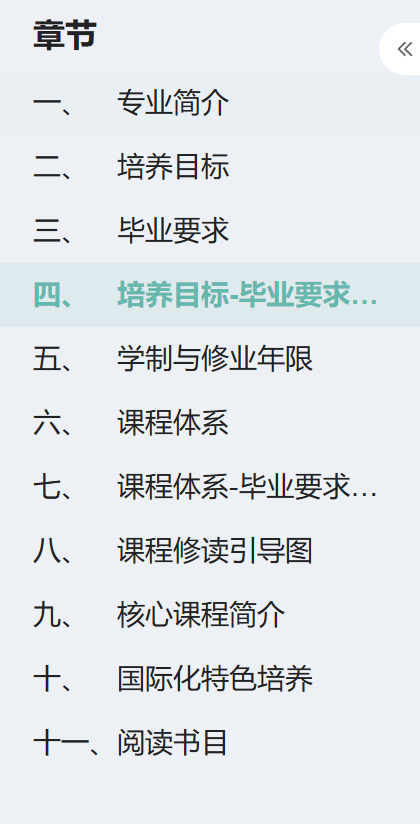 章节
一、 专业简介
二、 培养目标
三、 毕业要求
四、 培养目标-毕业要求…
五、 学制与修业年限
六、 课程体系
七、 课程体系-毕业要求…
八、 课程修读引导图
九、 核心课程简介
十、 国际化特色培养
十一、阅读书目